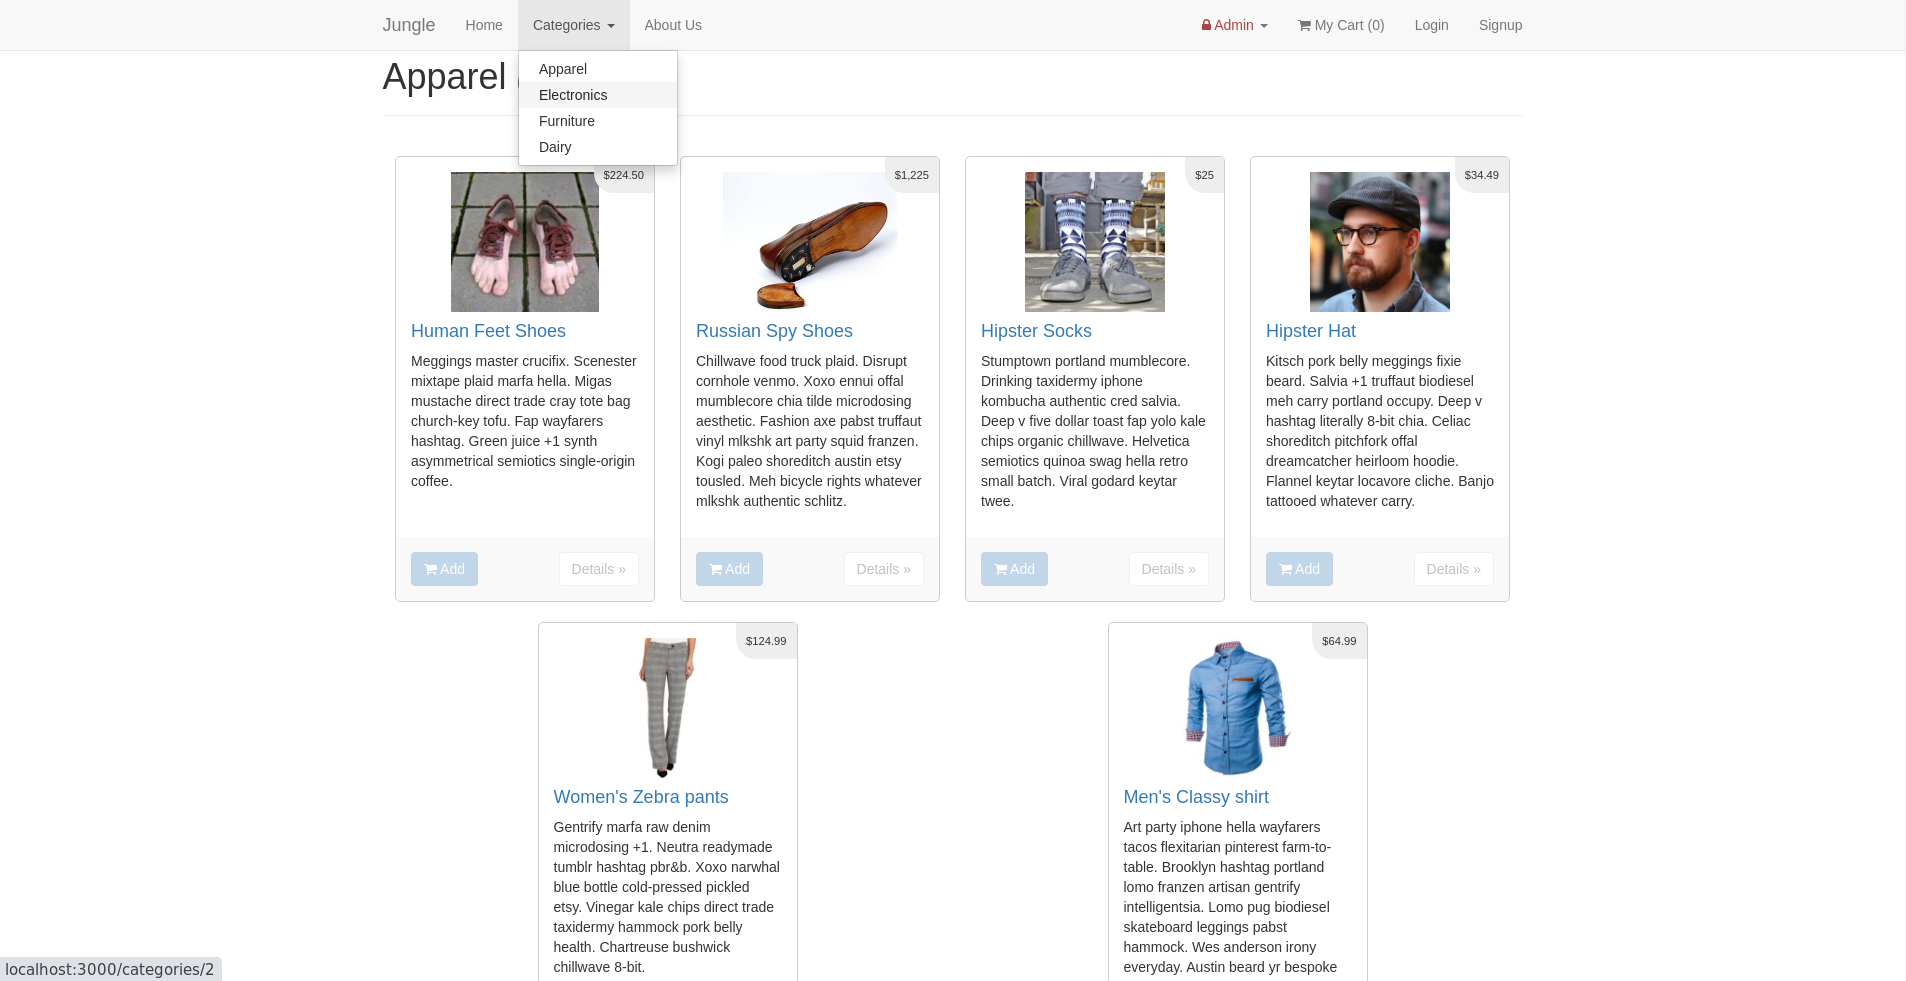 Jungle Home Categories About Us Admin My Cart (0) Login Signup
Apparel
Apparel
Electronics
Furniture
Dairy
$224.50
Human Feet Shoes
Meggings master crucifix. Scenester
mixtape plaid marfa hella. Migas
mustache direct trade cray tote bag
church-key tofu. Fap wayfarers
hashtag. Green juice +1 synth
asymmetrical semiotics single-origin
coffee.
Add Details »
$1,225
Russian Spy Shoes
Chillwave food truck plaid. Disrupt
cornhole venmo. Xoxo ennui offal
mumblecore chia tilde microdosing
aesthetic. Fashion axe pabst truffaut
vinyl mlkshk art party squid franzen.
Kogi paleo shoreditch austin etsy
tousled. Meh bicycle rights whatever
mlkshk authentic schlitz.
Add Details »
$25
Hipster Socks
Stumptown portland mumblecore.
Drinking taxidermy iphone
kombucha authentic cred salvia.
Deep v five dollar toast fap yolo kale
chips organic chillwave. Helvetica
semiotics quinoa swag hella retro
small batch. Viral godard keytar
twee.
Add Details »
$34.49
Hipster Hat
Kitsch pork belly meggings fixie
beard. Salvia +1 truffaut biodiesel
meh carry portland occupy. Deep v
hashtag literally 8-bit chia. Celiac
shoreditch pitchfork offal
dreamcatcher heirloom hoodie.
Flannel keytar locavore cliche. Banjo
tattooed whatever carry.
Add Details »
$124.99
Women's Zebra pants
Gentrify marfa raw denim
microdosing +1. Neutra readymade
tumblr hashtag pbr&b. Xoxo narwhal
blue bottle cold-pressed pickled
etsy. Vinegar kale chips direct trade
taxidermy hammock pork belly
health. Chartreuse bushwick
chillwave 8-bit.
$64.99
Men's Classy shirt
Art party iphone hella wayfarers
tacos flexitarian pinterest farm-to-
table. Brooklyn hashtag portland
lomo franzen artisan gentrify
intelligentsia. Lomo pug biodiesel
skateboard leggings pabst
hammock. Wes anderson irony
everyday. Austin beard yr bespoke
localhost:3000/categories/2